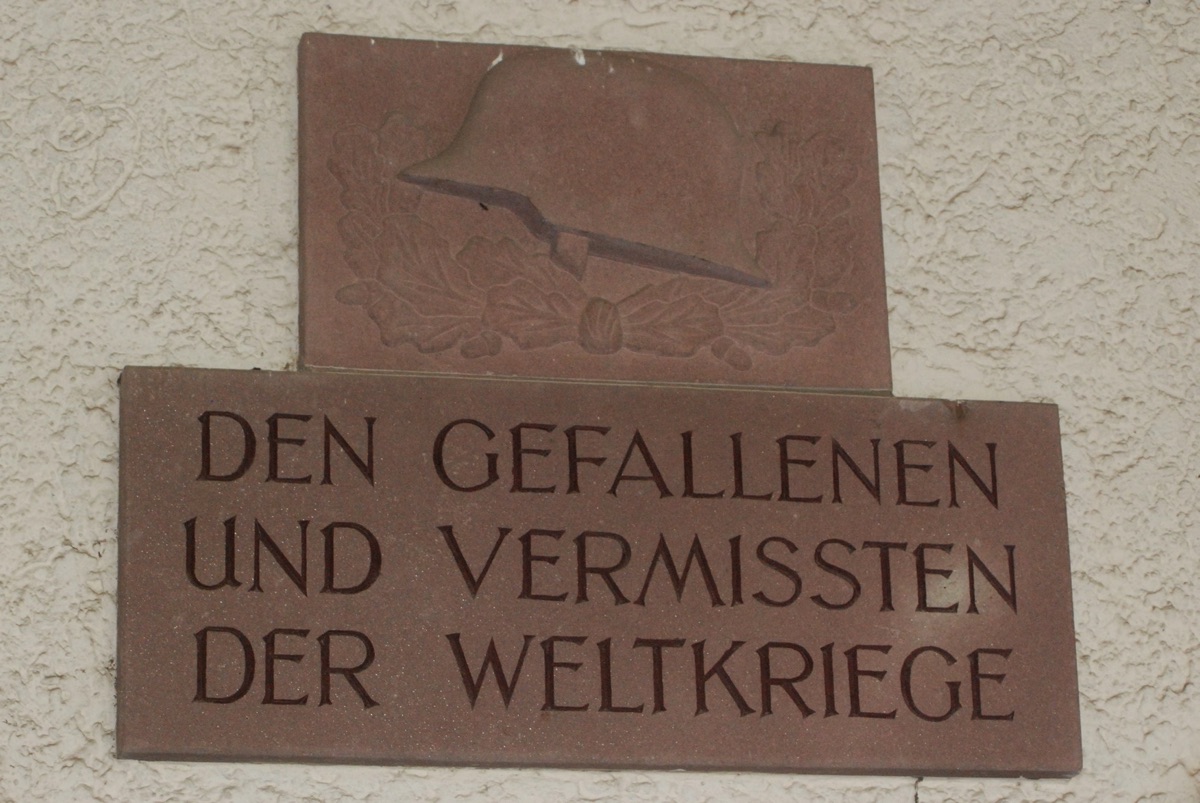 DEN GEFALLENEN
UND VERMISSTEN
DER WELTKRIEGE